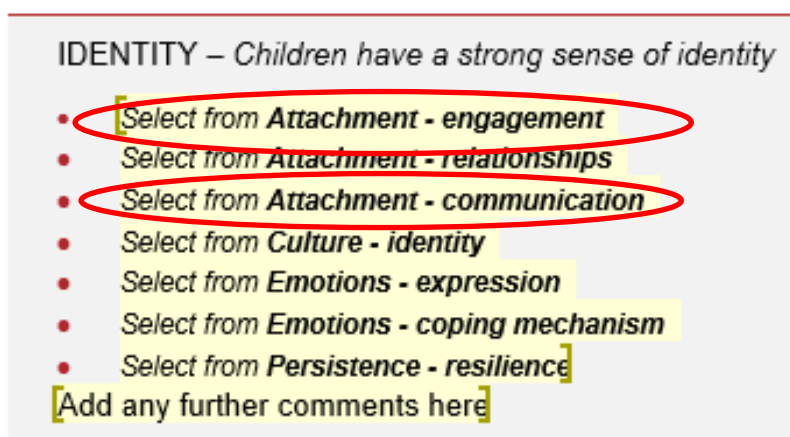 IDENTITY – Children have a strong sense of identity
• [Select from Attachment - engagement
• Select from Attachment - relationships
• Select from Attachment - communication
• Select from Culture - identity
• Select from Emotions - expression
• Select from Emotions - coping mechanism
• Select from Persistence - resilience]
[Add any further comments here]